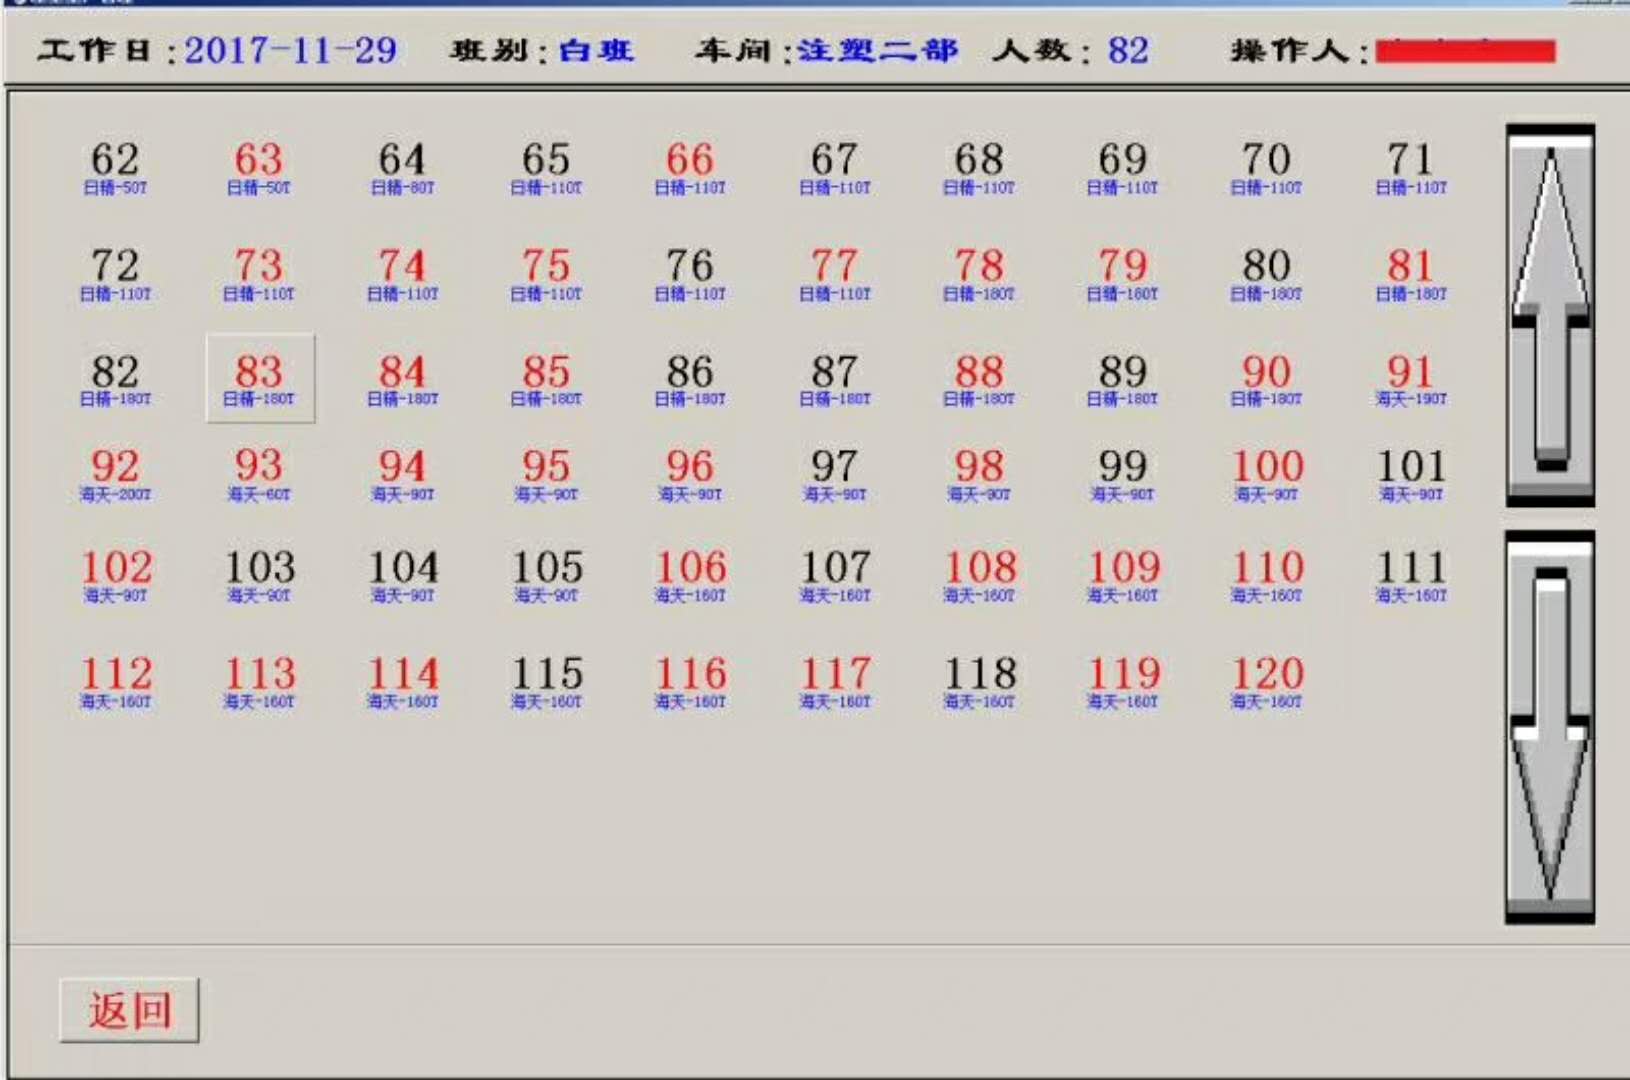 工作日:2017-11-29 班别:白班 车间:注塑二部 人数: 82 操作人:
62 63 64 65 66 67 68 69 70 71
日精-50T 日精-50T 日精-80T 日精-110T 日精-110T 日精-110T 日精-110T 日精-110T 日精-110T 日精-110T
72 73 74 75 76 77 78 79 80 81
日精-110T 日精-110T 日精-110T 日精-110T 日精-110T 日精-110T 日精-180T 日精-160T 日精-180T 日精-180T
82 83 84 85 86 87 88 89 90 91
日精-180T 日精-180T 日精-180T 日精-180T 日精-180T 日精-180T 日精-180T 日精-180T 日精-180T 海天-190T
92 93 94 95 96 97 98 99 100 101
海天-200T 海天-60T 海天-90T 海天-90T 海天-90T 海天-90T 海天-90T 海天-90T 海天-90T 海天-90T
102 103 104 105 106 107 108 109 110 111
海天-90T 海天-90T 海天-90T 海天-90T 海天-160T 海天-160T 海天-160T 海天-160T 海天-160T 海天-160T
112 113 114 115 116 117 118 119 120
海天-160T 海天-160T 海天-160T 海天-160T 海天-160T 海天-160T 海天-160T 海天-160T 海天-160T
返回